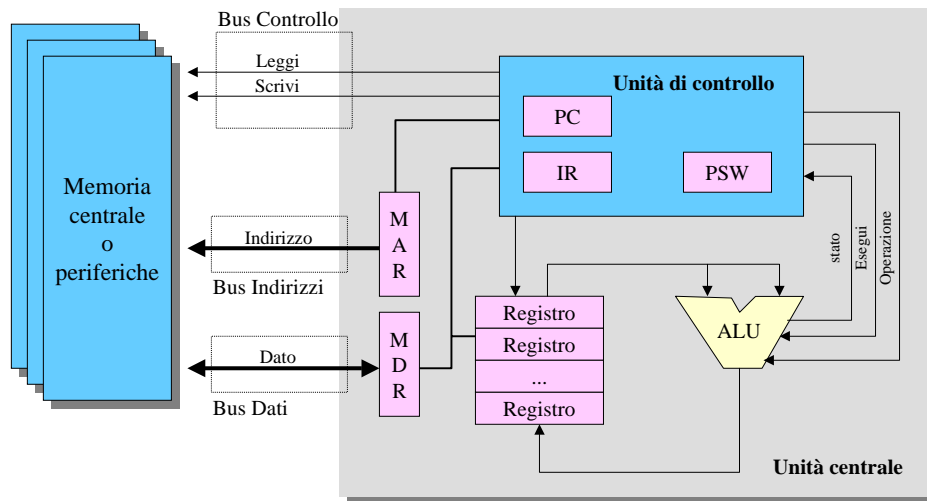 Bus Controllo
Leggi
Scrivi
Unità di controllo
PC
IR
PSW
Memoria
centrale
o
periferiche
M
A
R
Indirizzo
Bus Indirizzi
stato
Esegui
Operazione
M
D
R
Dato
Bus Dati
Registro
Registro
...
Registro
ALU
Unità centrale